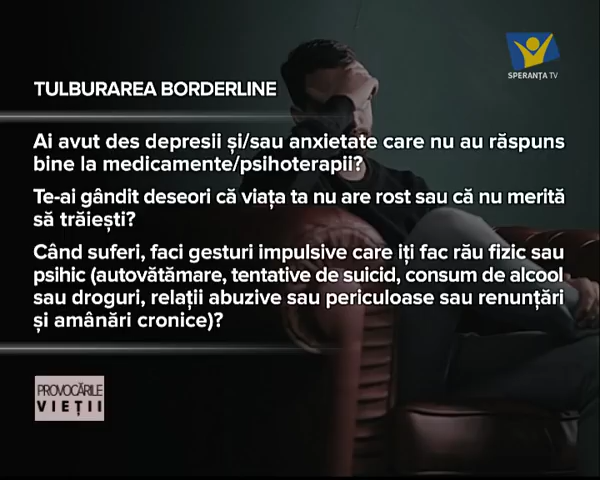 SPERANȚA TV
TULBURAREA BORDERLINE
Ai avut des depresii și/sau anxietate care nu au răspuns
bine la medicamente/psihoterapii?
Te-ai gândit deseori că viața ta nu are rost sau că nu merită
să trăiești?
Când suferi, faci gesturi impulsive care iți fac rău fizic sau
psihic (autovătămare, tentative de suicid, consum de alcool
sau droguri, relații abuzive sau periculoase sau renunțări
și amânări cronice)?
PROVOCĂRILE
VIEȚII